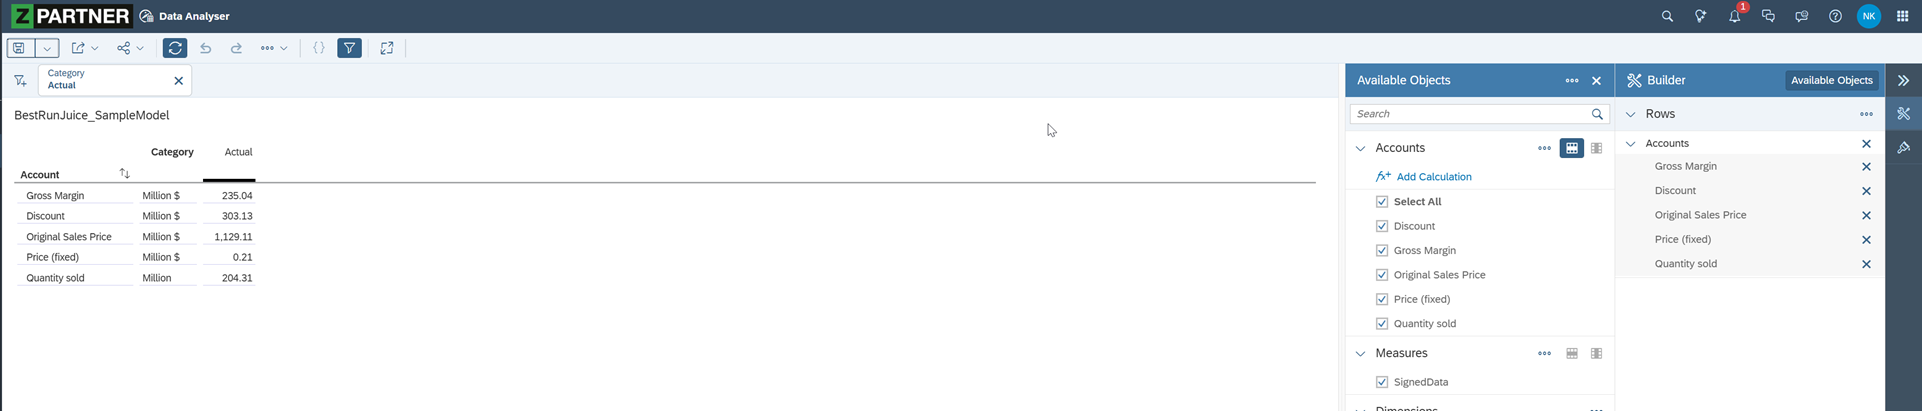 Z PARTNER Data Analyser
1
NK
Category
Actual
BestRunJuice_SampleModel
Category Actual
Account
Gross Margin Million $ 235.04
Discount Million $ 303.13
Original Sales Price Million $ 1,129.11
Price (fixed) Million $ 0.21
Quantity sold Million 204.31
Available Objects
Search
Accounts
fx+ Add Calculation
Select All
Discount
Gross Margin
Original Sales Price
Price (fixed)
Quantity sold
Measures
SignedData
Dimensions
Builder Available Objects
Rows
Accounts
Gross Margin
Discount
Original Sales Price
Price (fixed)
Quantity sold